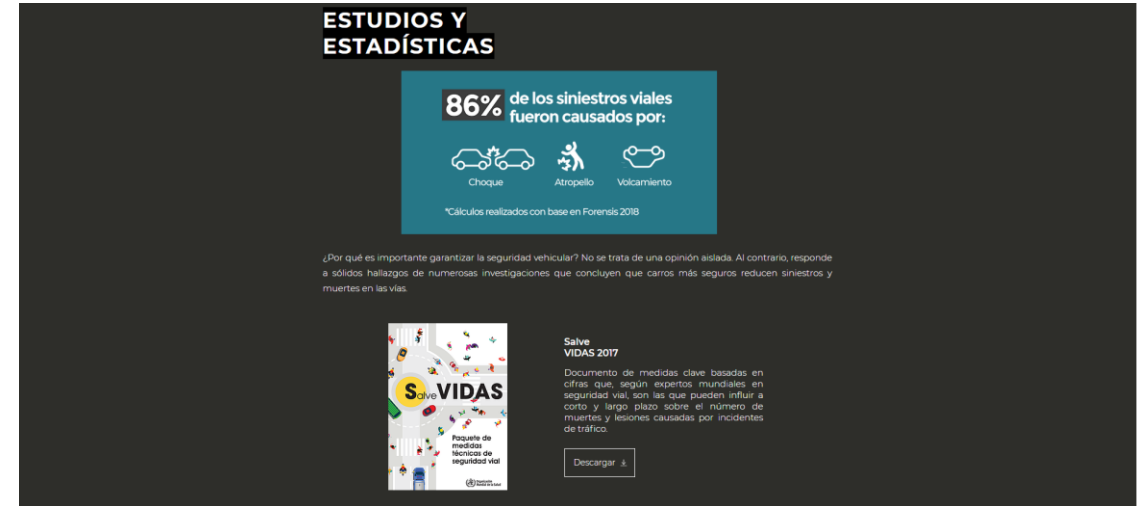 ESTUDIOS Y
ESTADÍSTICAS
86% de los siniestros viales
fueron causados por:
Choque
Atropello
Volcamiento
*Cálculos realizados con base en Forensis 2018
¿Por qué es importante garantizar la seguridad vehicular? No se trata de una opinión aislada. Al contrario, responde
a sólidos hallazgos de numerosas investigaciones que concluyen que carros más seguros reducen siniestros y
muertes en las vías.
Salve VIDAS
Paquete de
medidas
técnicas de
seguridad vial
Organización
Mundial de la Salud
Salve
VIDAS 2017
Documento de medidas clave basadas en
cifras que, según expertos mundiales en
seguridad vial, son las que pueden influir a
corto y largo plazo sobre el número de
muertes y lesiones causadas por incidentes
de tráfico.
Descargar